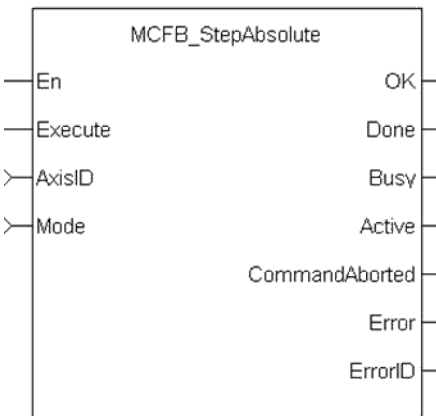 MCFB_StepAbsolute
En OK
Execute Done
AxisID Busy
Mode Active
CommandAborted
Error
ErrorID